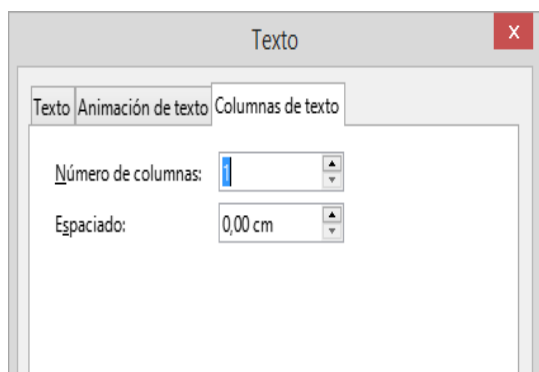 Texto
X
Texto Animación de texto Columnas de texto
Número de columnas: 1
Espaciado: 0,00 cm